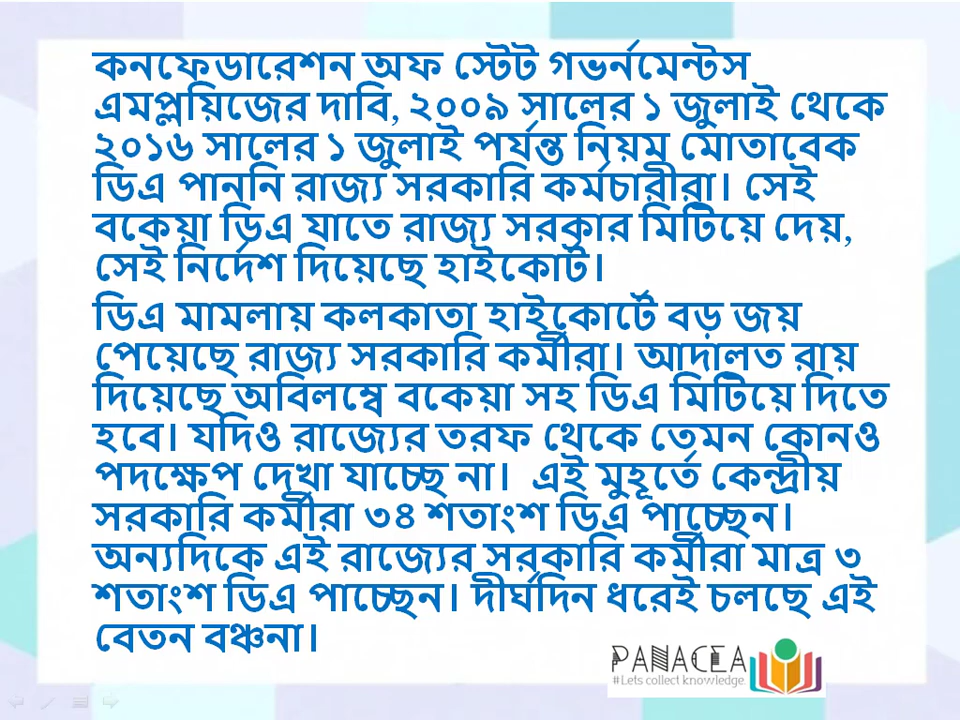 কনফেডারেশন অফ স্টেট গভর্নমেন্টস
এমপ্লয়িজের দাবি, ২০০৯ সালের ১ জুলাই থেকে
২০১৬ সালের ১ জুলাই পর্যন্ত নিয়ম মোতাবেক
ডিএ পাননি রাজ্য সরকারি কর্মচারীরা। সেই
বকেয়া ডিএ যাতে রাজ্য সরকার মিটিয়ে দেয়,
সেই নির্দেশ দিয়েছে হাইকোর্ট।
ডিএ মামলায় কলকাতা হাইকোর্টে বড় জয়
পেয়েছে রাজ্য সরকারি কর্মীরা। আদালত রায়
দিয়েছে অবিলম্বে বকেয়া সহ ডিএ মিটিয়ে দিতে
হবে। যদিও রাজ্যের তরফ থেকে তেমন কোনও
পদক্ষেপ দেখা যাচ্ছে না। এই মুহূর্তে কেন্দ্রীয়
সরকারি কর্মীরা ৩৪ শতাংশ ডিএ পাচ্ছেন।
অন্যদিকে এই রাজ্যের সরকারি কর্মীরা মাত্র ৩
শতাংশ ডিএ পাচ্ছেন। দীর্ঘদিন ধরেই চলছে এই
বেতন বঞ্চনা।
PANACEA
#Lets collect knowledge